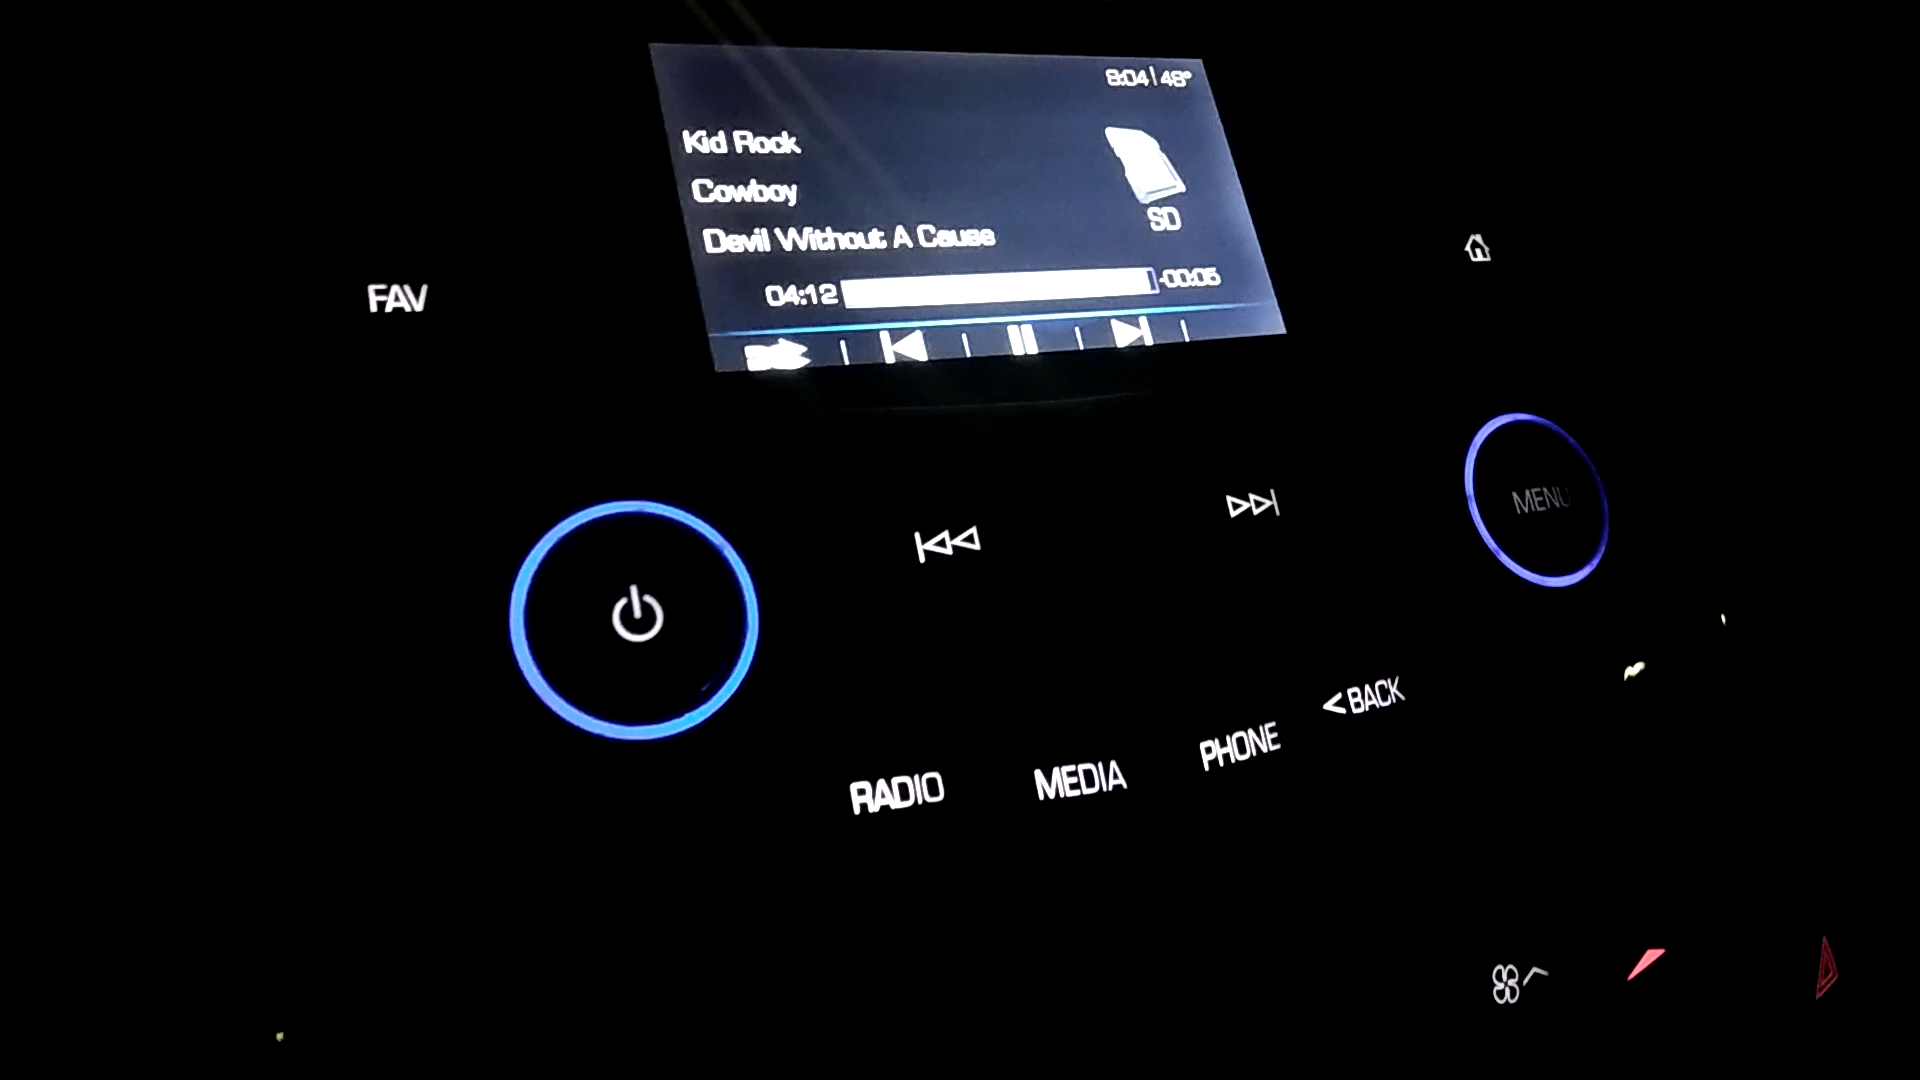 8:04 | 48°
Kid Rock
Cowboy
Devil Without A Cause
SD
04:12 -00:05
FAV
MENU
<BACK
RADIO MEDIA PHONE